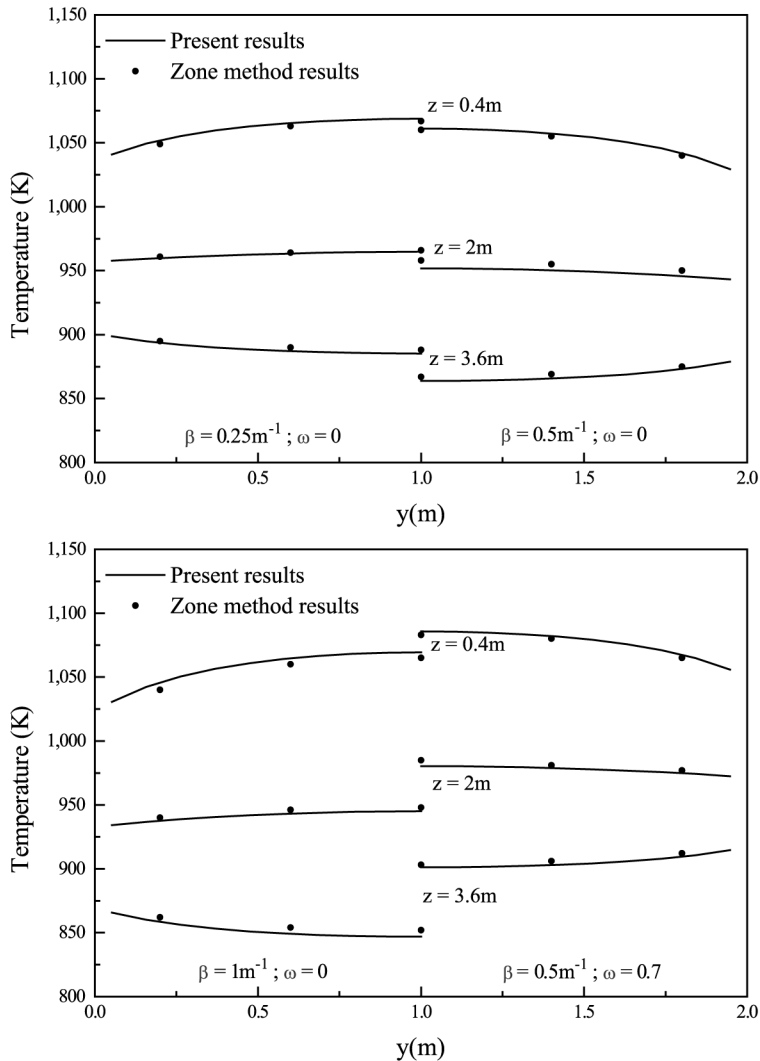 1,150
Present results
Zone method results
1,100
z = 0.4m
1,050
1,000
Temperature (K)
z = 2m
950
900
z = 3.6m
850
β = 0.25m⁻¹ ; ω = 0
β = 0.5m⁻¹ ; ω = 0
800
0.0 0.5 1.0 1.5 2.0
y(m)
1,150
Present results
Zone method results
1,100
z = 0.4m
1,050
1,000
Temperature (K)
z = 2m
950
900
z = 3.6m
850
β = 1m⁻¹ ; ω = 0
β = 0.5m⁻¹ ; ω = 0.7
800
0.0 0.5 1.0 1.5 2.0
y(m)